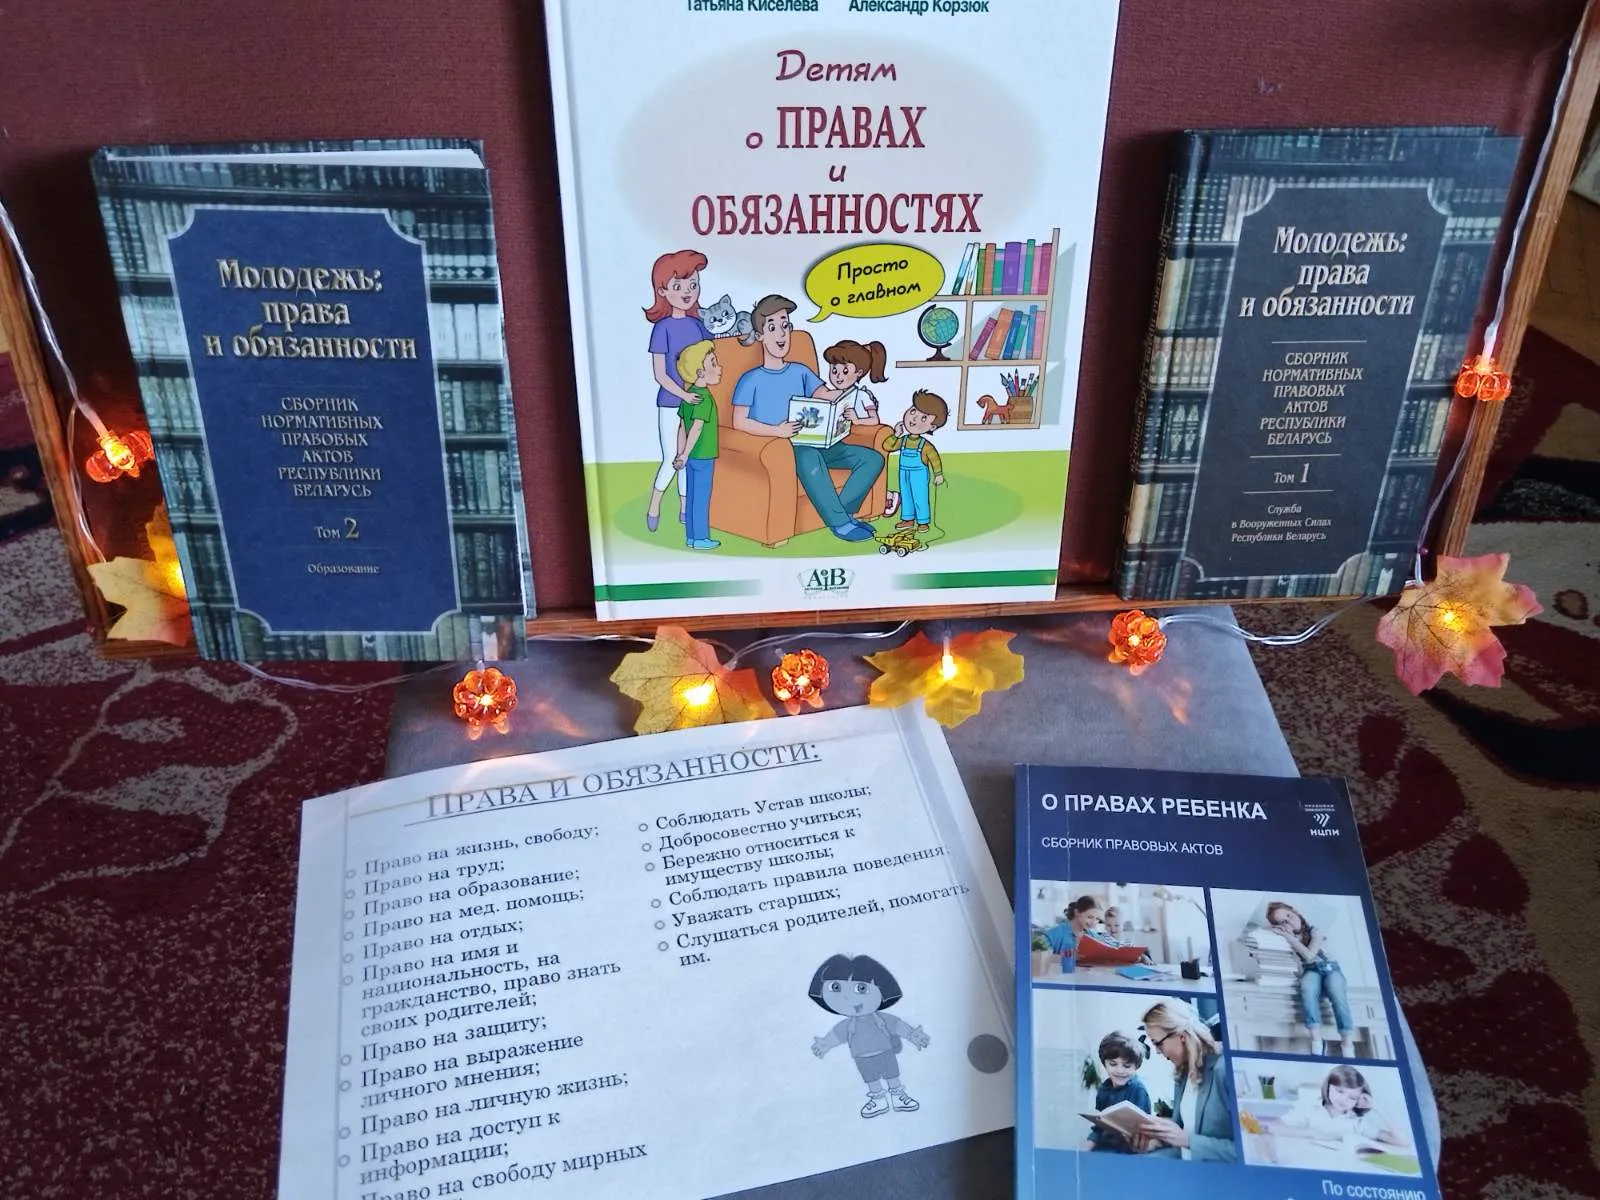 Татьяна Киселева Александр Корзюк
Детям
о ПРАВАХ
и
ОБЯЗАННОСТЯХ
Просто
о главном
АiВ
Молодежь:
права
и обязанности
СБОРНИК
НОРМАТИВНЫХ
ПРАВОВЫХ
АКТОВ
РЕСПУБЛИКИ
БЕЛАРУСЬ
Том 2
Образование
Молодежь:
права
и обязанности
СБОРНИК
НОРМАТИВНЫХ
ПРАВОВЫХ
АКТОВ
РЕСПУБЛИКИ
БЕЛАРУСЬ
Том 1
Служба
в Вооруженных Силах
Республики Беларусь
ПРАВА И ОБЯЗАННОСТИ:
Право на жизнь, свободу;
Право на труд;
Право на образование;
Право на мед. помощь;
Право на отдых;
Право на имя и
национальность, на
гражданство, право знать
своих родителей;
Право на защиту;
Право на выражение
личного мнения;
Право на личную жизнь;
Право на доступ к
информации;
Право на свободу мирных
Соблюдать Устав школы;
Добросовестно учиться;
Бережно относиться к
имуществу школы;
Соблюдать правила поведения;
Уважать старших;
Слушаться родителей, помогать
им.
О ПРАВАХ РЕБЕНКА
СБОРНИК ПРАВОВЫХ АКТОВ
НЦПИ
По состоянию